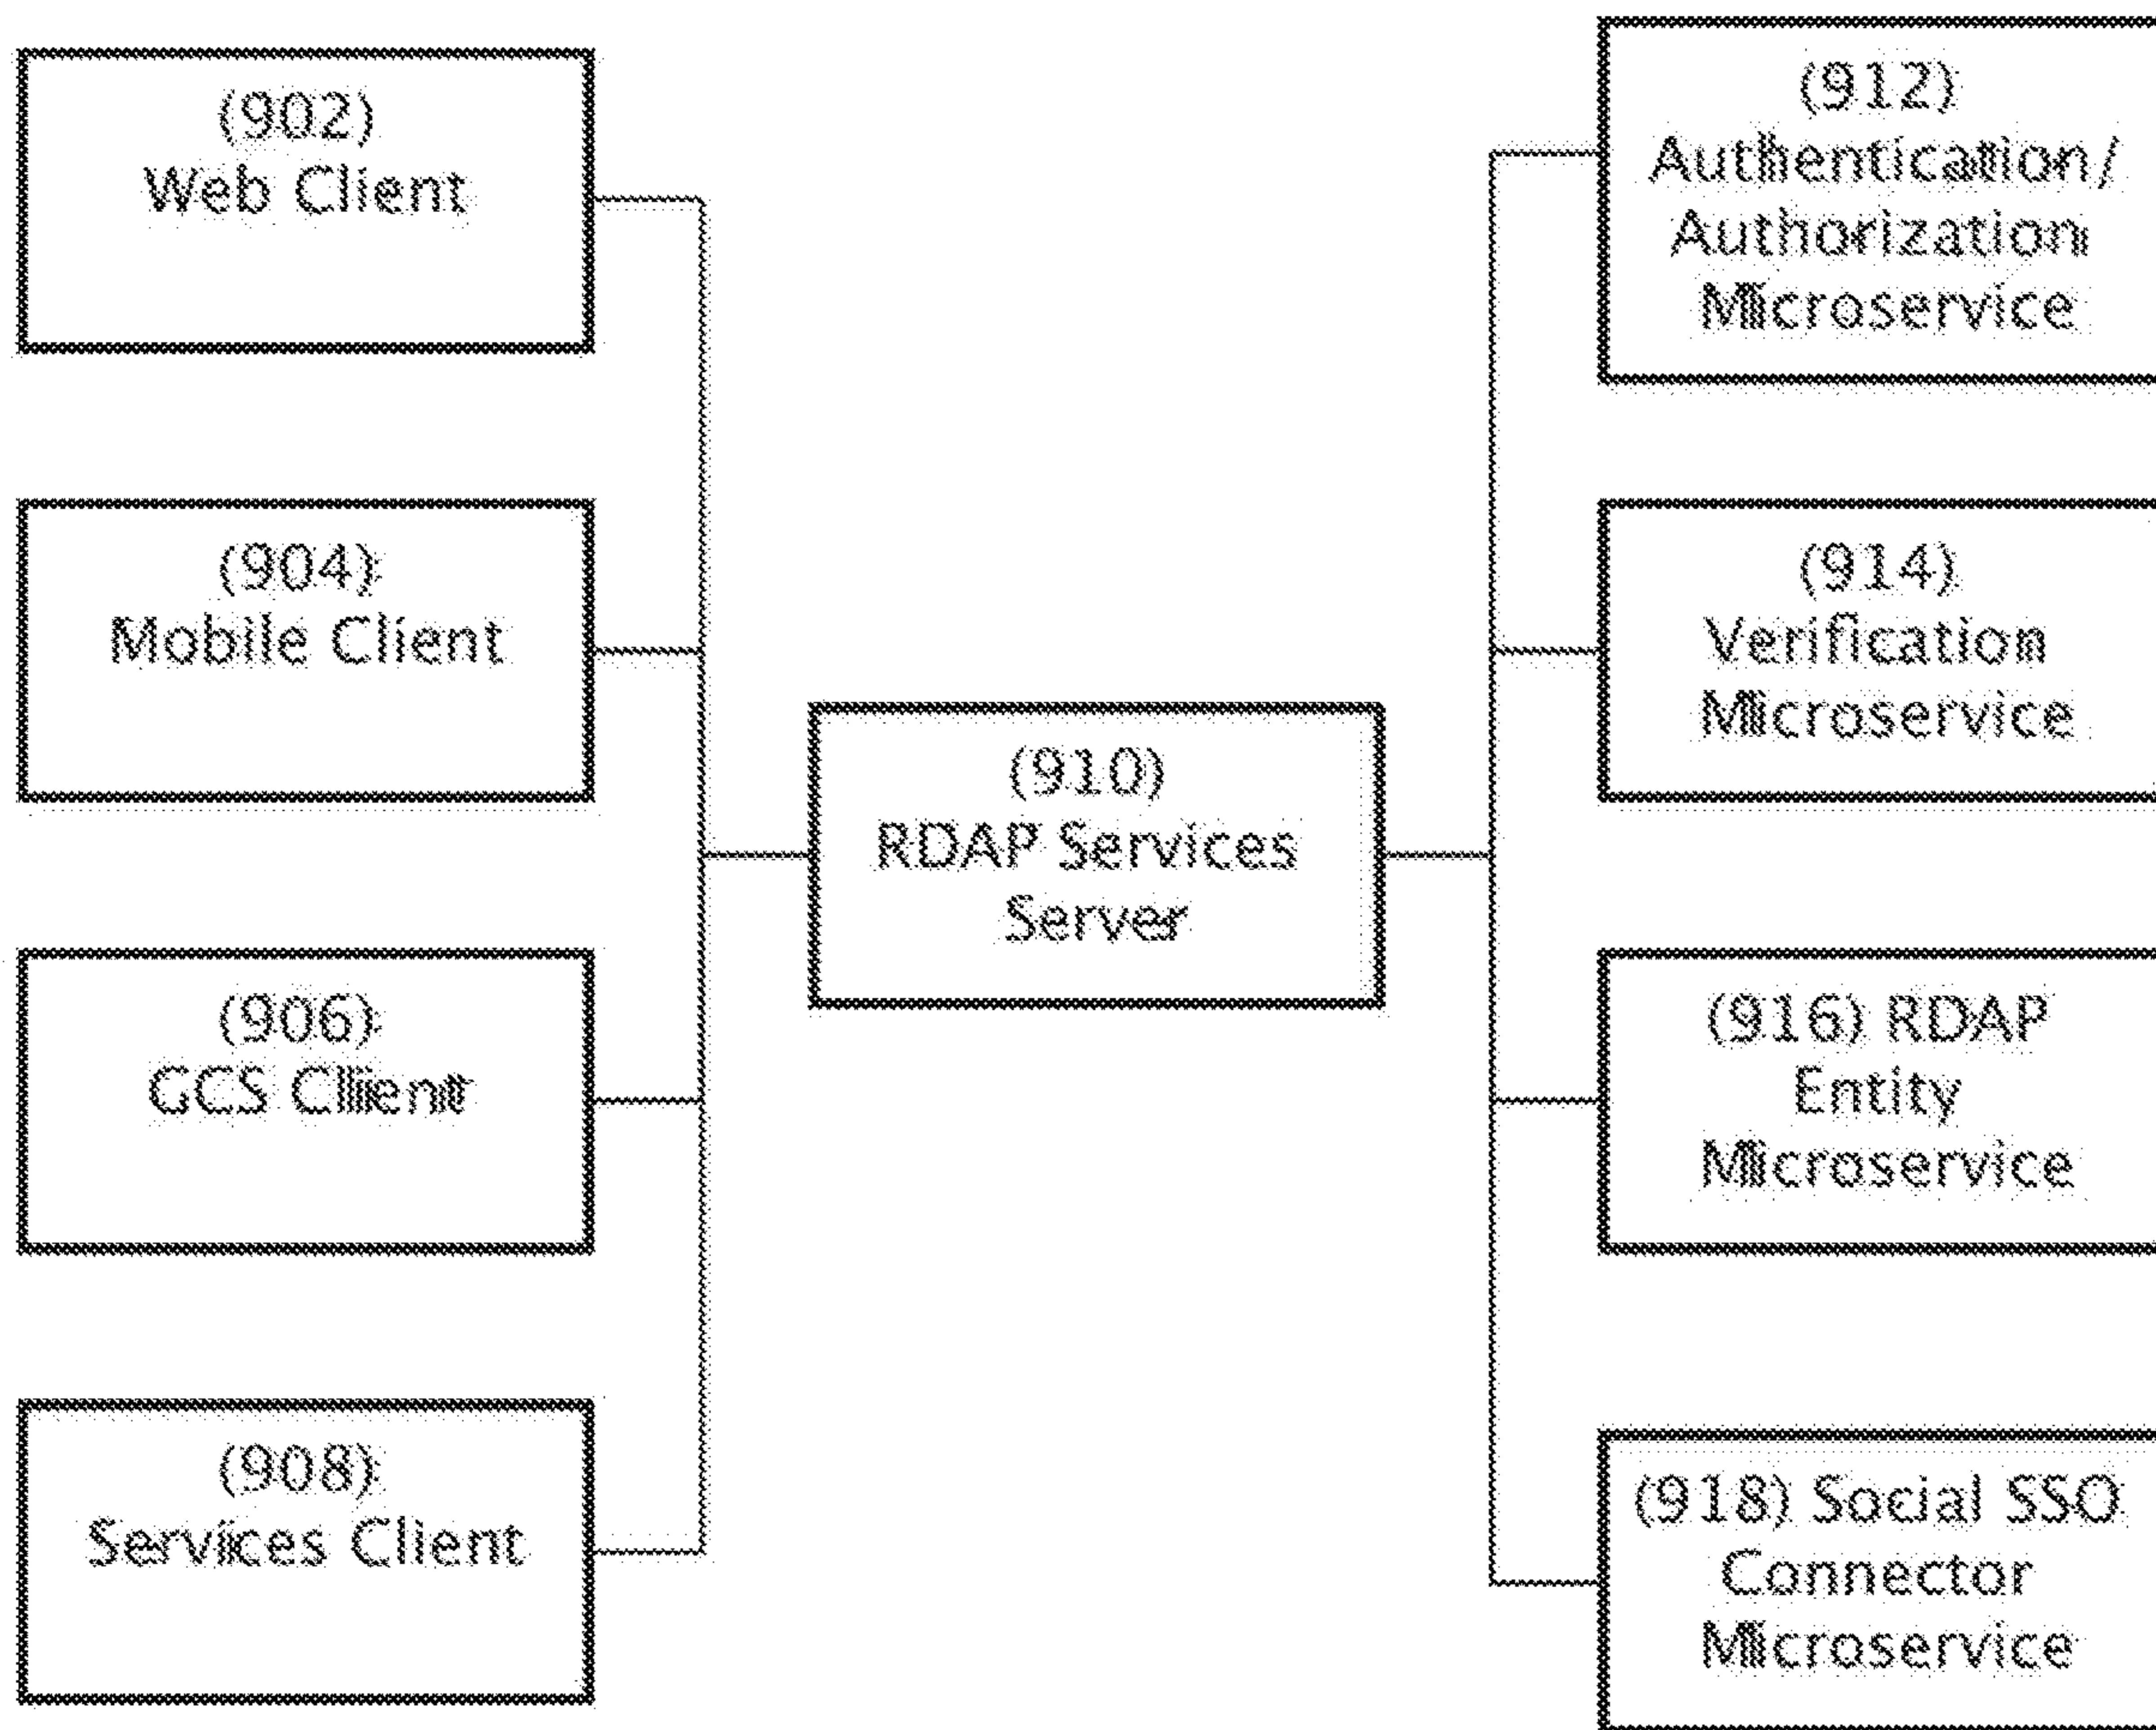 (902)
Web Client
(904)
Mobile Client
(906)
GCS Client
(908)
Services Client
(910)
RDAP Services
Server
(912)
Authentication/
Authorization
Microservice
(914)
Verification
Microservice
(916) RDAP
Entity
Microservice
(918) Social SSO
Connector
Microservice